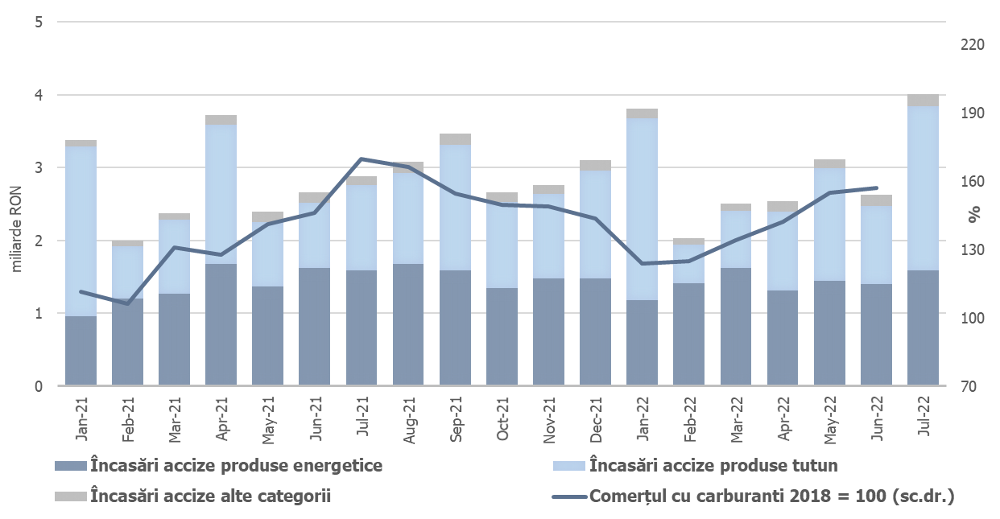 5
4
3
2
1
0
miliarde RON
220
190
160
130
100
70
%
Jan-21
Feb-21
Mar-21
Apr-21
May-21
Jun-21
Jul-21
Aug-21
Sep-21
Oct-21
Nov-21
Dec-21
Jan-22
Feb-22
Mar-22
Apr-22
May-22
Jun-22
Jul-22
Încasări accize produse energetice
Încasări accize produse tutun
Încasări accize alte categorii
Comerțul cu carburanti 2018 = 100 (sc.dr.)